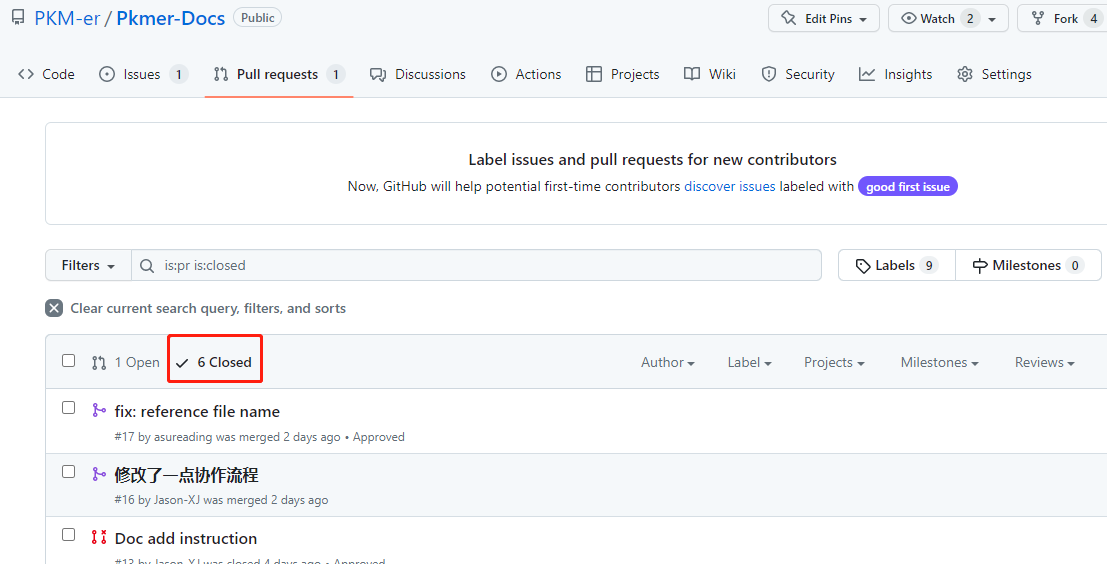 PKM-er / Pkmer-Docs Public Edit Pins Watch 2 Fork 4
Code Issues 1 Pull requests 1 Discussions Actions Projects Wiki Security Insights Settings
Label issues and pull requests for new contributors
Now, GitHub will help potential first-time contributors discover issues labeled with good first issue
Filters is:pr is:closed Labels 9 Milestones 0
Clear current search query, filters, and sorts
1 Open 6 Closed Author Label Projects Milestones Reviews
fix: reference file name
#17 by asureading was merged 2 days ago • Approved
修改了一点协作流程
#16 by Jason-XJ was merged 2 days ago
Doc add instruction
#13 by Jason-XJ was closed 4 days ago • Approved